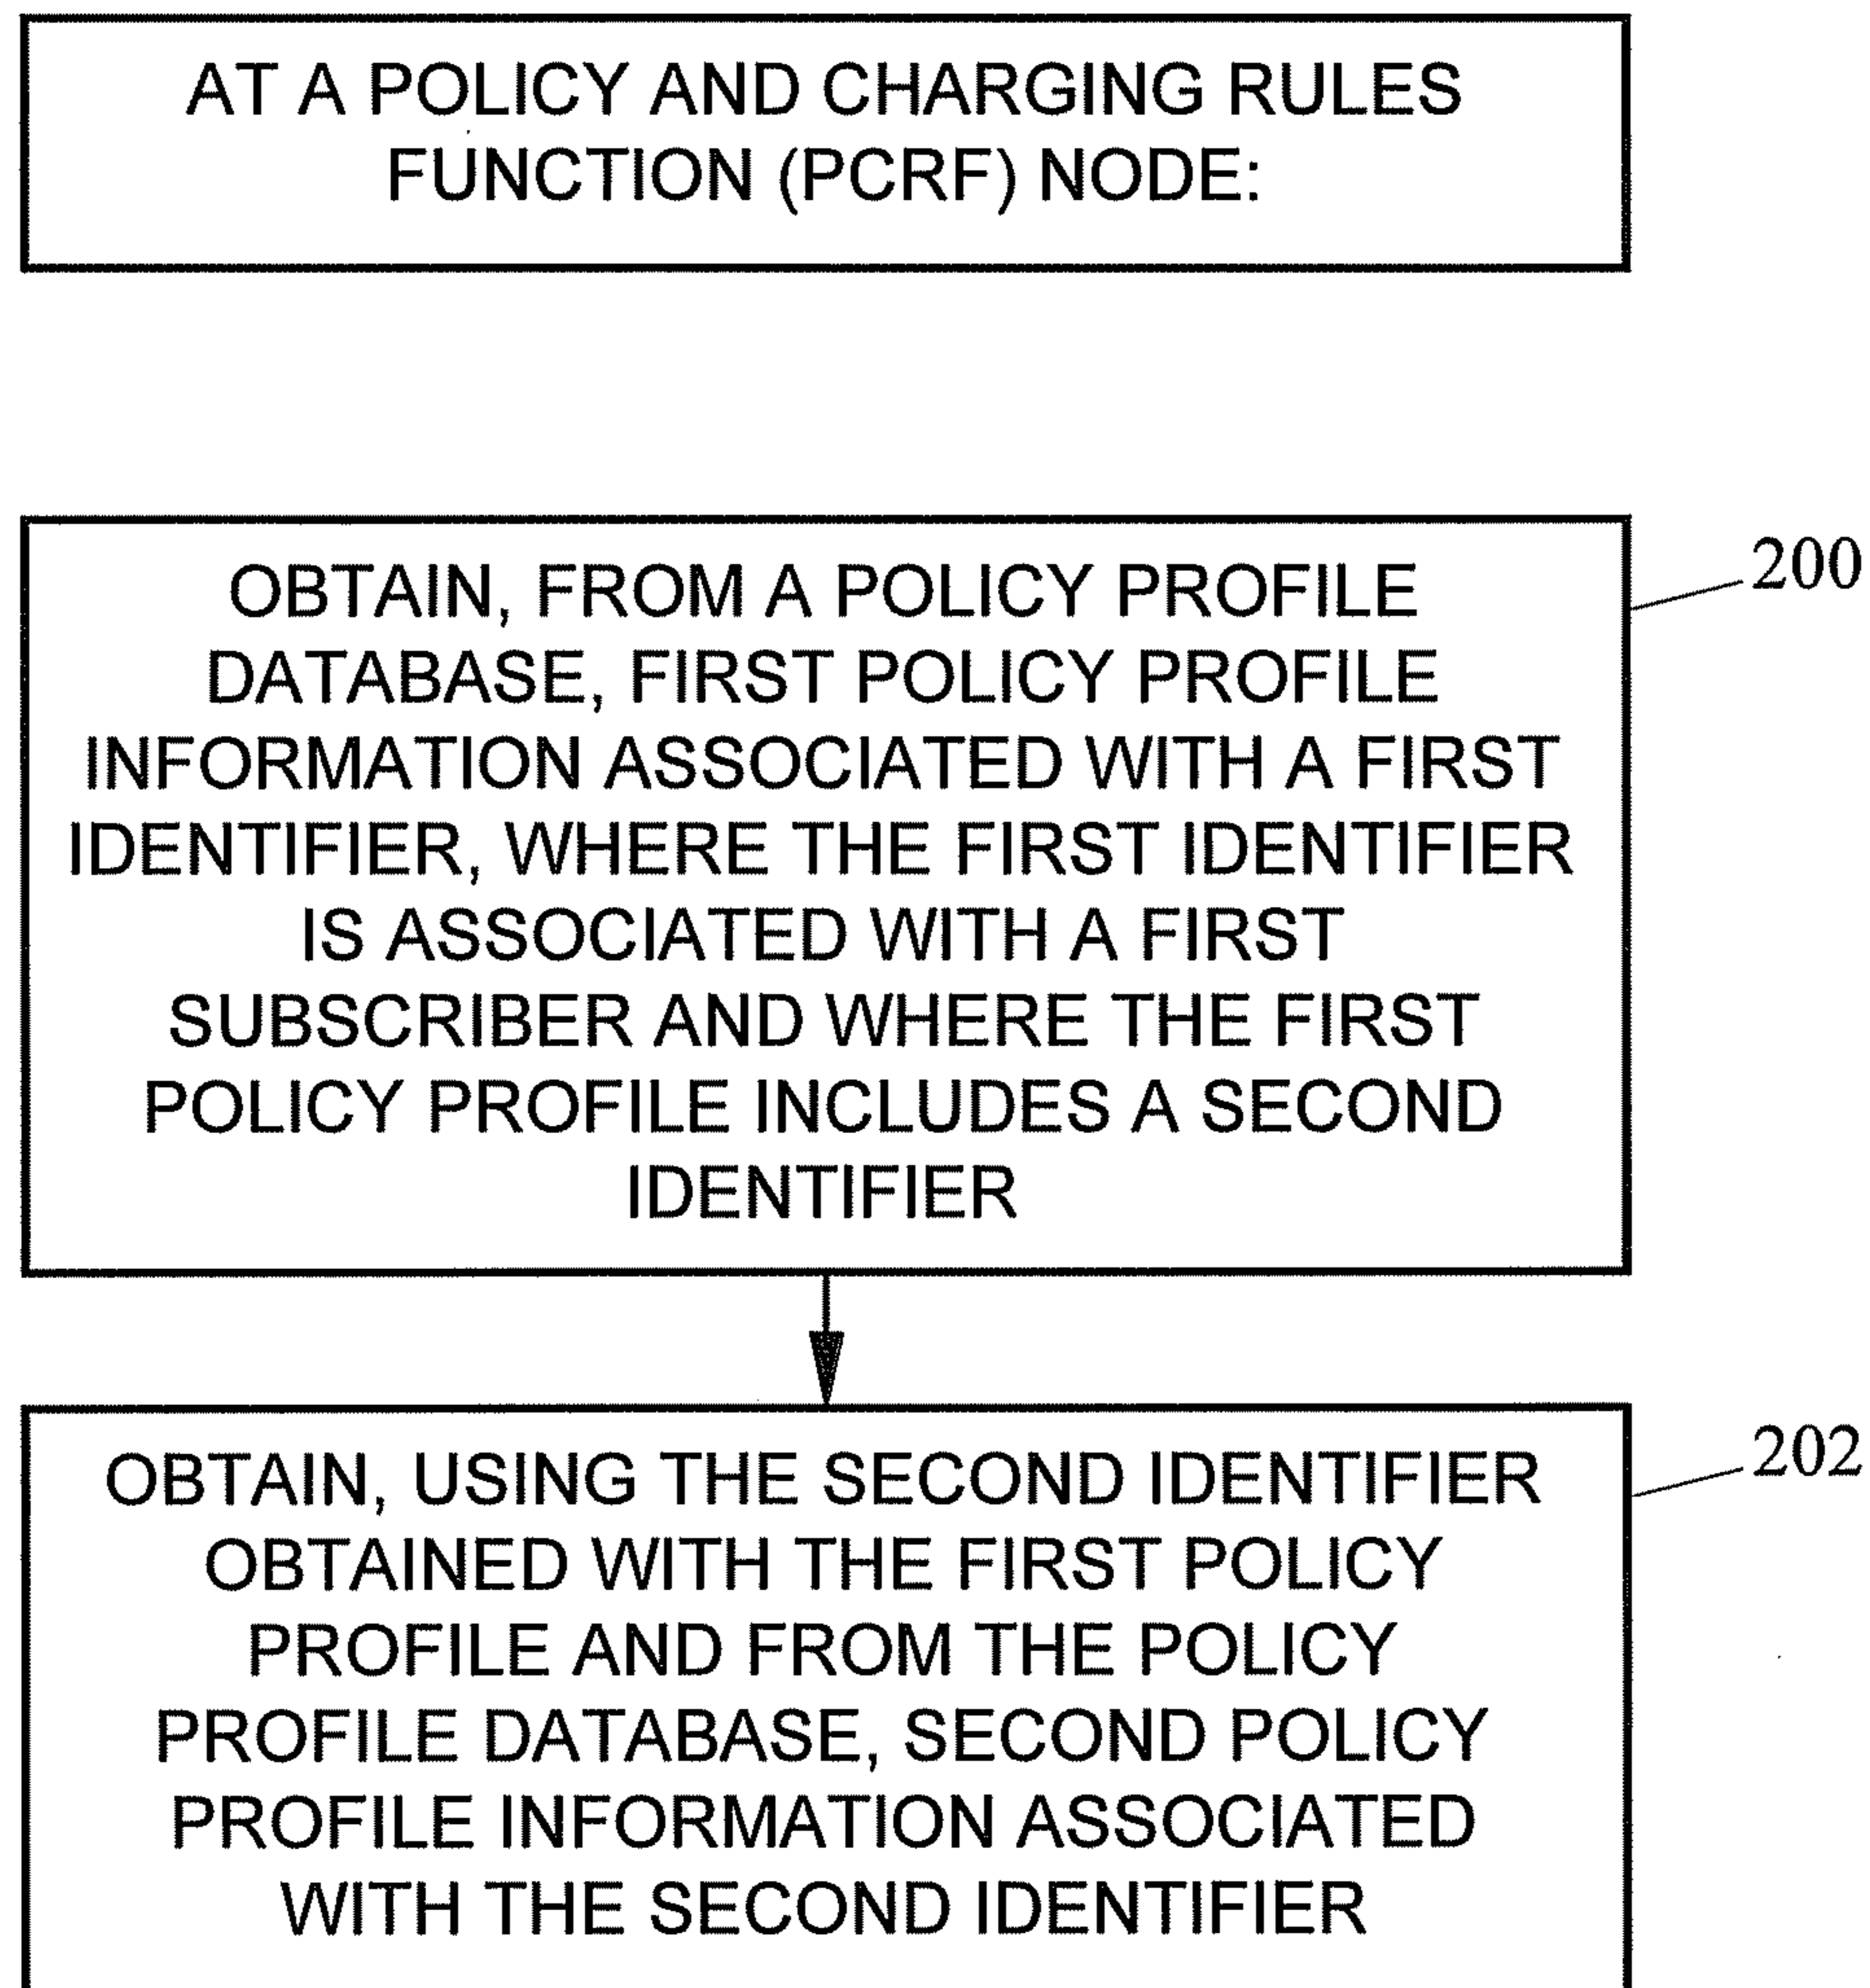 AT A POLICY AND CHARGING RULES
FUNCTION (PCRF) NODE:
OBTAIN, FROM A POLICY PROFILE
DATABASE, FIRST POLICY PROFILE
INFORMATION ASSOCIATED WITH A FIRST
IDENTIFIER, WHERE THE FIRST IDENTIFIER
IS ASSOCIATED WITH A FIRST
SUBSCRIBER AND WHERE THE FIRST
POLICY PROFILE INCLUDES A SECOND
IDENTIFIER
200
OBTAIN, USING THE SECOND IDENTIFIER
OBTAINED WITH THE FIRST POLICY
PROFILE AND FROM THE POLICY
PROFILE DATABASE, SECOND POLICY
PROFILE INFORMATION ASSOCIATED
WITH THE SECOND IDENTIFIER
202